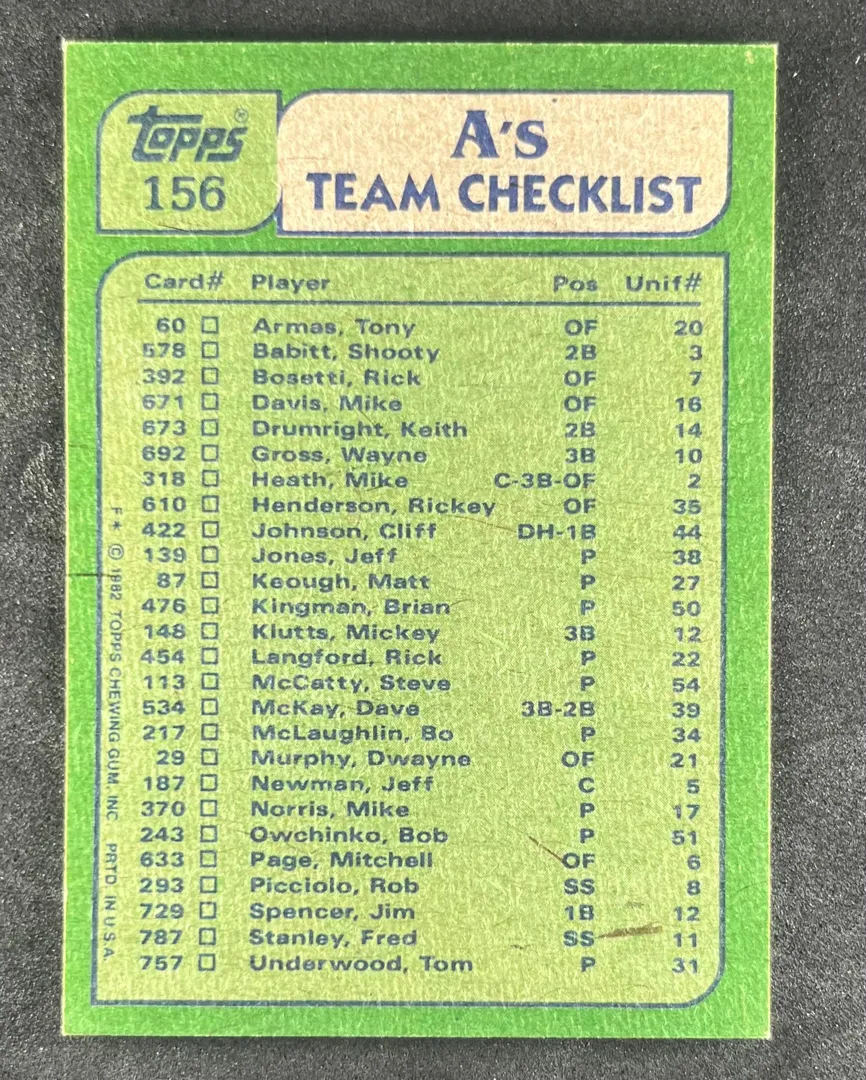 Topps®
156
A's
TEAM CHECKLIST
Card# Player Pos Unif#
60 □ Armas, Tony OF 20
578 □ Babitt, Shooty 2B 3
392 □ Bosetti, Rick OF 7
671 □ Davis, Mike OF 16
673 □ Drumright, Keith 2B 14
692 □ Gross, Wayne 3B 10
318 □ Heath, Mike C-3B-OF 2
610 □ Henderson, Rickey OF 35
422 □ Johnson, Cliff DH-1B 44
139 □ Jones, Jeff P 38
87 □ Keough, Matt P 27
476 □ Kingman, Brian P 50
148 □ Klutts, Mickey 3B 12
454 □ Langford, Rick P 22
113 □ McCatty, Steve P 54
534 □ McKay, Dave 3B-2B 39
217 □ McLaughlin, Bo P 34
29 □ Murphy, Dwayne OF 21
187 □ Newman, Jeff C 5
370 □ Norris, Mike P 17
243 □ Owchinko, Bob P 51
633 □ Page, Mitchell OF 6
293 □ Picciolo, Rob SS 8
729 □ Spencer, Jim 1B 12
787 □ Stanley, Fred SS 11
757 □ Underwood, Tom P 31
F* © 1982 TOPPS CHEWING GUM, INC. PRTD. IN U.S.A.